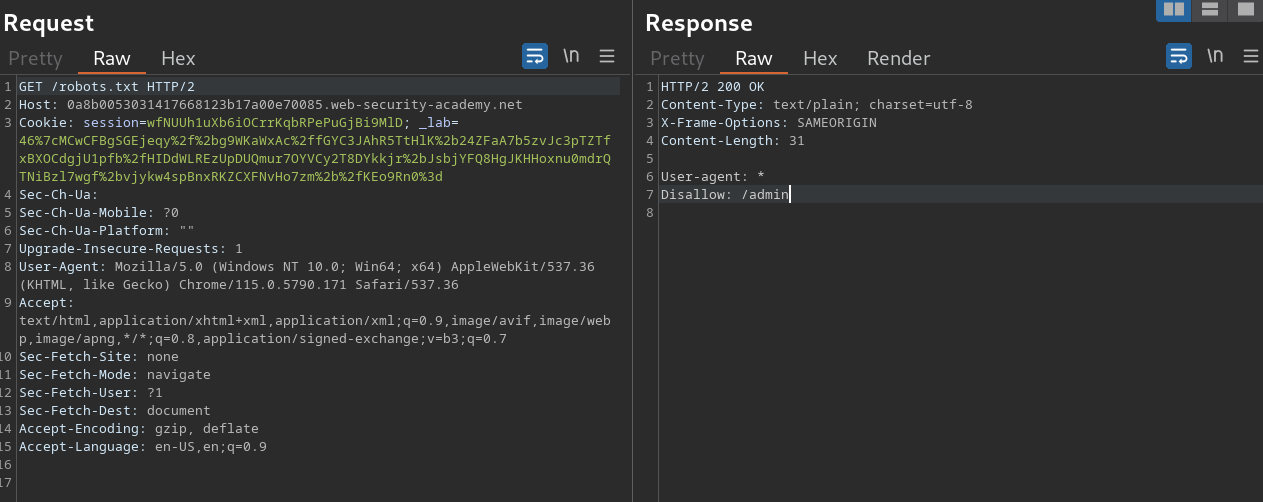 Request
Pretty Raw Hex
\n
1 GET /robots.txt HTTP/2
2 Host: 0a8b0053031417668123b17a00e70085.web-security-academy.net
3 Cookie: session=wfNUUh1uXb6iOCrrKqbRPePuGjBi9MlD; _lab=
46%7cMCwCFBgSGEjeqy%2f%2bg9WKaWxAc%2ffGYC3JAhR5TtHlK%2b24ZFaA7b5zvJc3pTZTf
xBXOCdgjU1pfb%2fHIDdWLREzUpDUQmur7OYVCy2T8DYkkjr%2bJsbjYFQ8HgJKHHoxnu0mdrQ
TNiBzl7wgf%2bvjykw4spBnxRKZCXFNvHo7zm%2b%2fKEo9Rn0%3d
4 Sec-Ch-Ua:
5 Sec-Ch-Ua-Mobile: ?0
6 Sec-Ch-Ua-Platform: ""
7 Upgrade-Insecure-Requests: 1
8 User-Agent: Mozilla/5.0 (Windows NT 10.0; Win64; x64) AppleWebKit/537.36
(KHTML, like Gecko) Chrome/115.0.5790.171 Safari/537.36
9 Accept:
text/html,application/xhtml+xml,application/xml;q=0.9,image/avif,image/web
p,image/apng,*/*;q=0.8,application/signed-exchange;v=b3;q=0.7
10 Sec-Fetch-Site: none
11 Sec-Fetch-Mode: navigate
12 Sec-Fetch-User: ?1
13 Sec-Fetch-Dest: document
14 Accept-Encoding: gzip, deflate
15 Accept-Language: en-US,en;q=0.9
16
17
Response
Pretty Raw Hex Render
\n
1 HTTP/2 200 OK
2 Content-Type: text/plain; charset=utf-8
3 X-Frame-Options: SAMEORIGIN
4 Content-Length: 31
5
6 User-agent: *
7 Disallow: /admin
8